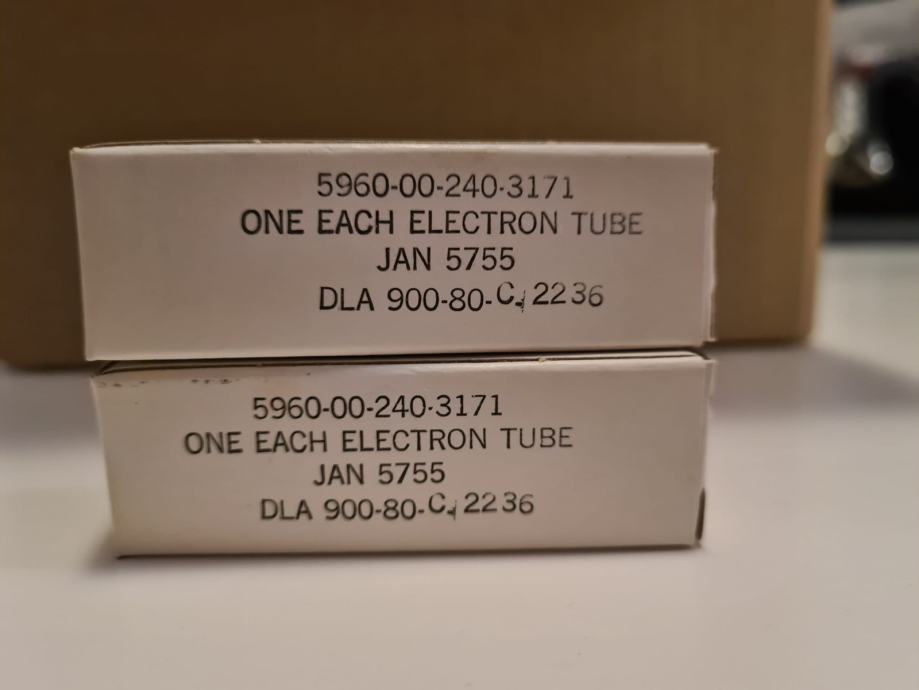 5960-00-240-3171
ONE EACH ELECTRON TUBE
JAN 5755
DLA 900-80-C-2236
5960-00-240-3171
ONE EACH ELECTRON TUBE
JAN 5755
DLA 900-80-C-2236